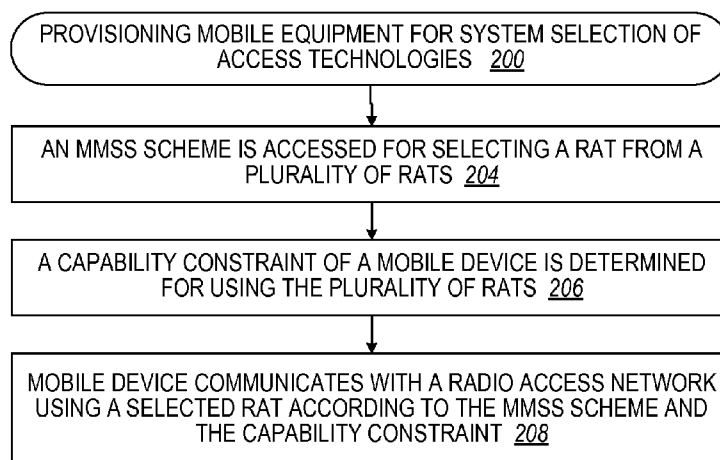 PROVISIONING MOBILE EQUIPMENT FOR SYSTEM SELECTION OF
ACCESS TECHNOLOGIES 200
AN MMSS SCHEME IS ACCESSED FOR SELECTING A RAT FROM A
PLURALITY OF RATS 204
A CAPABILITY CONSTRAINT OF A MOBILE DEVICE IS DETERMINED
FOR USING THE PLURALITY OF RATS 206
MOBILE DEVICE COMMUNICATES WITH A RADIO ACCESS NETWORK
USING A SELECTED RAT ACCORDING TO THE MMSS SCHEME AND
THE CAPABILITY CONSTRAINT 208